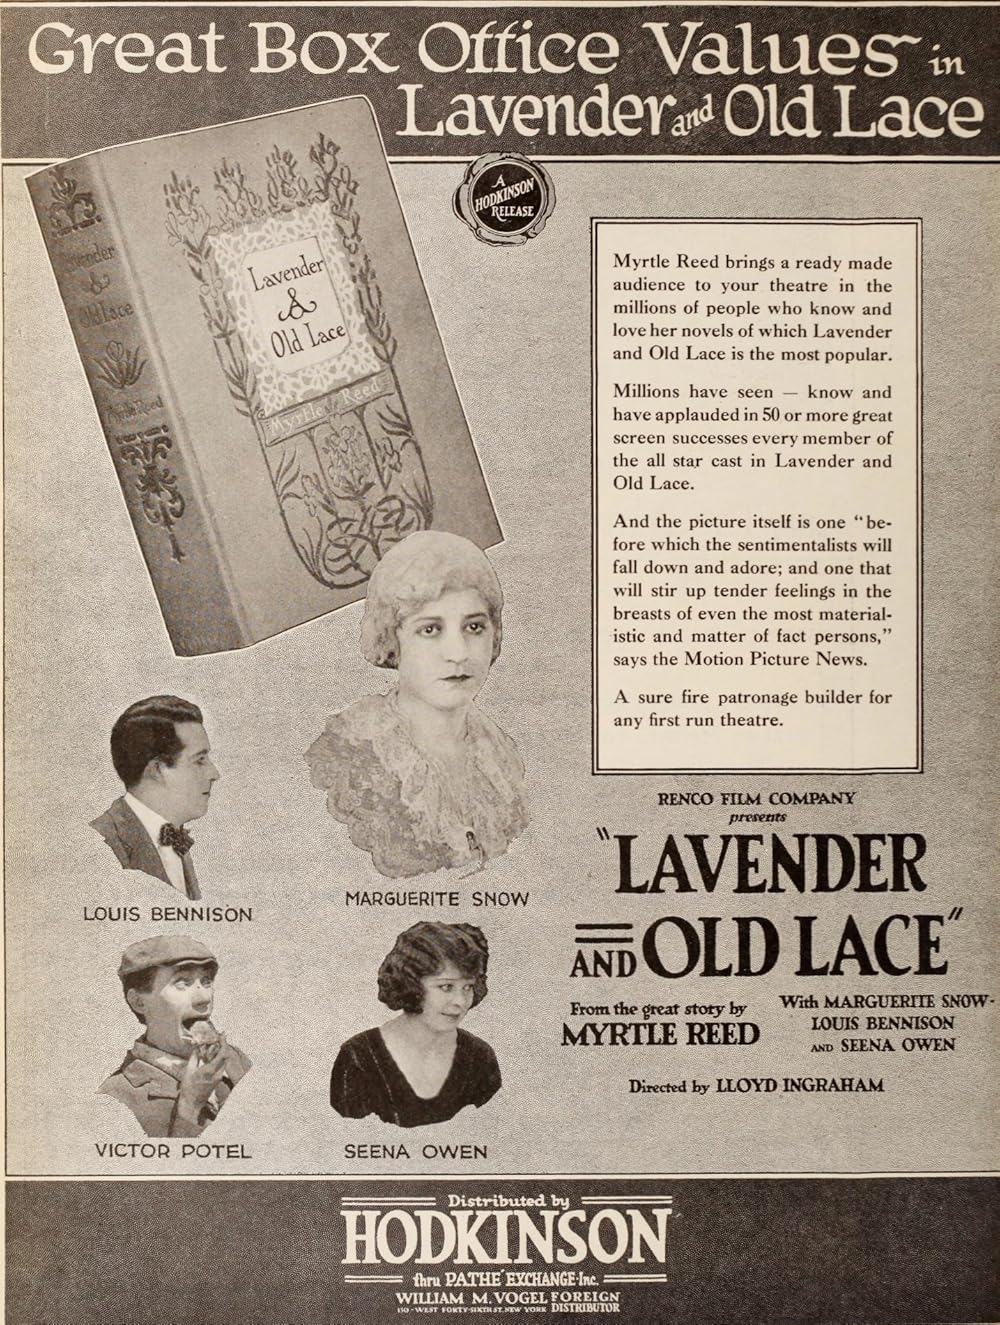 Great Box Office Values in
Lavender and Old Lace
A
HODKINSON
RELEASE
Lavender
&
Old Lace
Myrtle Reed
Lavender
&
Old Lace
Myrtle Reed
Myrtle Reed brings a ready made
audience to your theatre in the
millions of people who know and
love her novels of which Lavender
and Old Lace is the most popular.
Millions have seen — know and
have applauded in 50 or more great
screen successes every member of
the all star cast in Lavender and
Old Lace.
And the picture itself is one "be-
fore which the sentimentalists will
fall down and adore; and one that
will stir up tender feelings in the
breasts of even the most material-
istic and matter of fact persons,"
says the Motion Picture News.
A sure fire patronage builder for
any first run theatre.
LOUIS BENNISON
MARGUERITE SNOW
VICTOR POTEL
SEENA OWEN
RENCO FILM COMPANY
presents
"LAVENDER
AND OLD LACE"
From the great story by
MYRTLE REED
With MARGUERITE SNOW-
LOUIS BENNISON
AND SEENA OWEN
Directed by LLOYD INGRAHAM
Distributed by
HODKINSON
thru PATHE EXCHANGE-Inc.
WILLIAM M. VOGEL FOREIGN
130-WEST FORTY-SIXTH ST. NEW YORK DISTRIBUTOR